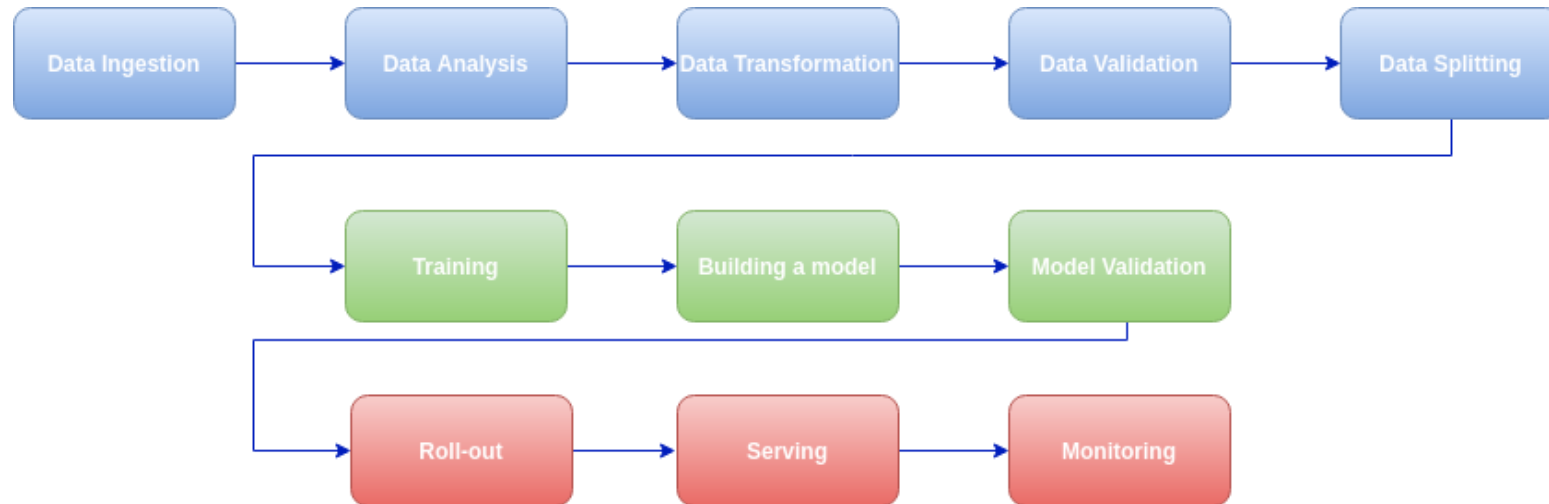 Data Ingestion
Data Analysis
Data Transformation
Data Validation
Data Splitting
Training
Building a model
Model Validation
Roll-out
Serving
Monitoring